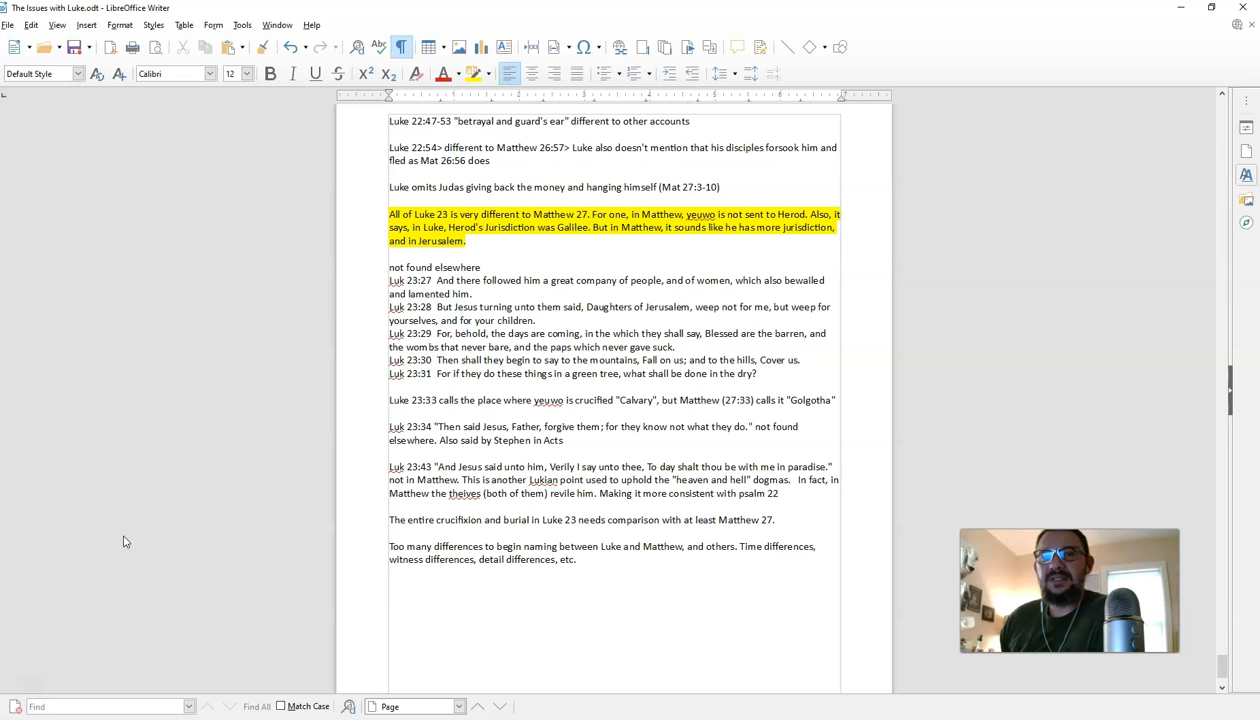 The Issues with Luke.odt - LibreOffice Writer
File Edit View Insert Format Styles Table Form Tools Window Help
Default Style Calibri 12
1 2 3 4 5 6 7
Luke 22:47-53 "betrayal and guard's ear" different to other accounts
Luke 22:54> different to Matthew 26:57> Luke also doesn't mention that his disciples forsook him and
fled as Mat 26:56 does
Luke omits Judas giving back the money and hanging himself (Mat 27:3-10)
All of Luke 23 is very different to Matthew 27. For one, in Matthew, yeuwo is not sent to Herod. Also, it
says, in Luke, Herod's Jurisdiction was Galilee. But in Matthew, it sounds like he has more jurisdiction,
and in Jerusalem.
not found elsewhere
Luk 23:27 And there followed him a great company of people, and of women, which also bewailed
and lamented him.
Luk 23:28 But Jesus turning unto them said, Daughters of Jerusalem, weep not for me, but weep for
yourselves, and for your children.
Luk 23:29 For, behold, the days are coming, in the which they shall say, Blessed are the barren, and
the wombs that never bare, and the paps which never gave suck.
Luk 23:30 Then shall they begin to say to the mountains, Fall on us; and to the hills, Cover us.
Luk 23:31 For if they do these things in a green tree, what shall be done in the dry?
Luke 23:33 calls the place where yeuwo is crucified "Calvary", but Matthew (27:33) calls it "Golgotha"
Luk 23:34 "Then said Jesus, Father, forgive them; for they know not what they do." not found
elsewhere. Also said by Stephen in Acts
Luk 23:43 "And Jesus said unto him, Verily I say unto thee, To day shalt thou be with me in paradise."
not in Matthew. This is another Lukian point used to uphold the "heaven and hell" dogmas. In fact, in
Matthew the theives (both of them) revile him. Making it more consistent with psalm 22
The entire crucifixion and burial in Luke 23 needs comparison with at least Matthew 27.
Too many differences to begin naming between Luke and Matthew, and others. Time differences,
witness differences, detail differences, etc.
Find Find All Match Case Page